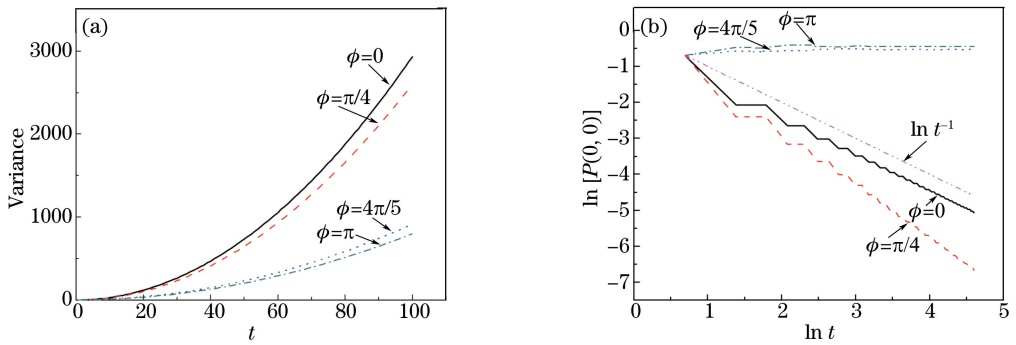 (a)
3000
2000
1000
0
Variance
ϕ=0
ϕ=π/4
ϕ=4π/5
ϕ=π
0 20 40 60 80 100
t
(b)
0
−1
−2
−3
−4
−5
−6
−7
ln [P(0, 0)]
ϕ=4π/5
ϕ=π
ln t⁻¹
ϕ=0
ϕ=π/4
0 1 2 3 4 5
ln t